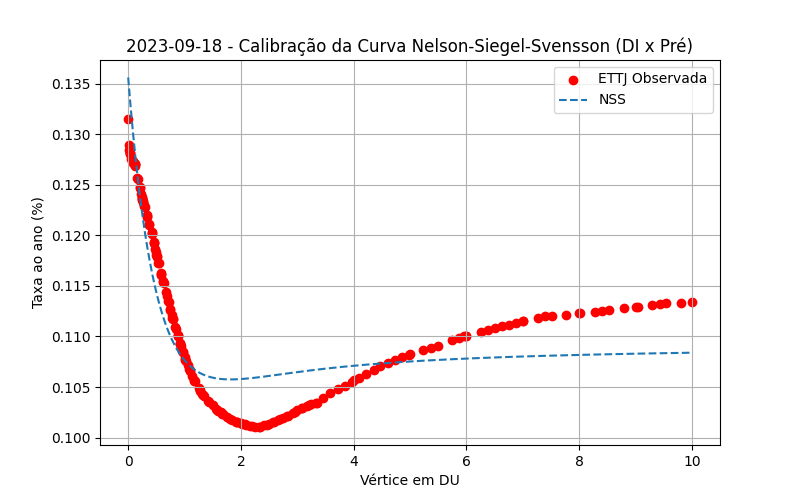 2023-09-18 - Calibração da Curva Nelson-Siegel-Svensson (DI x Pré)
ETTJ Observada
NSS
Taxa ao ano (%)
0.135
0.130
0.125
0.120
0.115
0.110
0.105
0.100
0 2 4 6 8 10
Vértice em DU